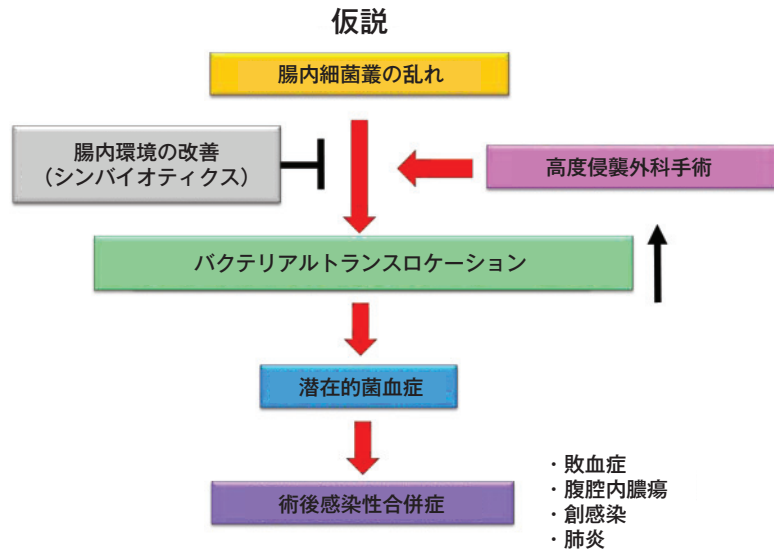 仮説
腸内細菌叢の乱れ
腸内環境の改善
（シンバイオティクス）
高度侵襲外科手術
バクテリアルトランスロケーション
潜在的菌血症
術後感染性合併症
・敗血症
・腹腔内膿瘍
・創感染
・肺炎